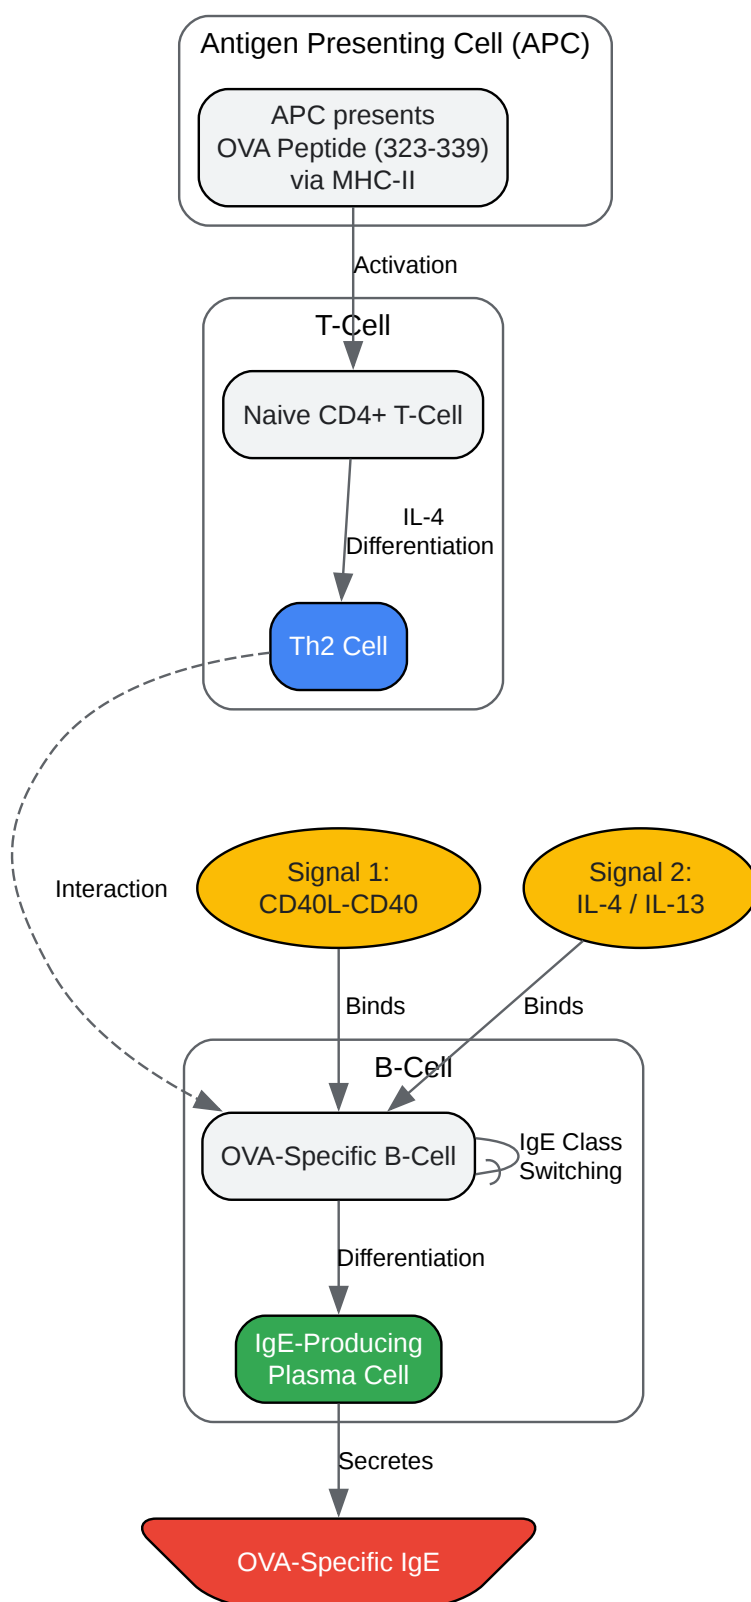 Antigen Presenting Cell (APC)
APC presents
OVA Peptide (323-339)
via MHC-II
Activation
T-Cell
Naive CD4+ T-Cell
IL-4
Differentiation
Th2 Cell
Interaction
Signal 1:
CD40L-CD40
Signal 2:
IL-4 / IL-13
Binds
Binds
B-Cell
OVA-Specific B-Cell
IgE Class
Switching
Differentiation
IgE-Producing
Plasma Cell
Secretes
OVA-Specific IgE